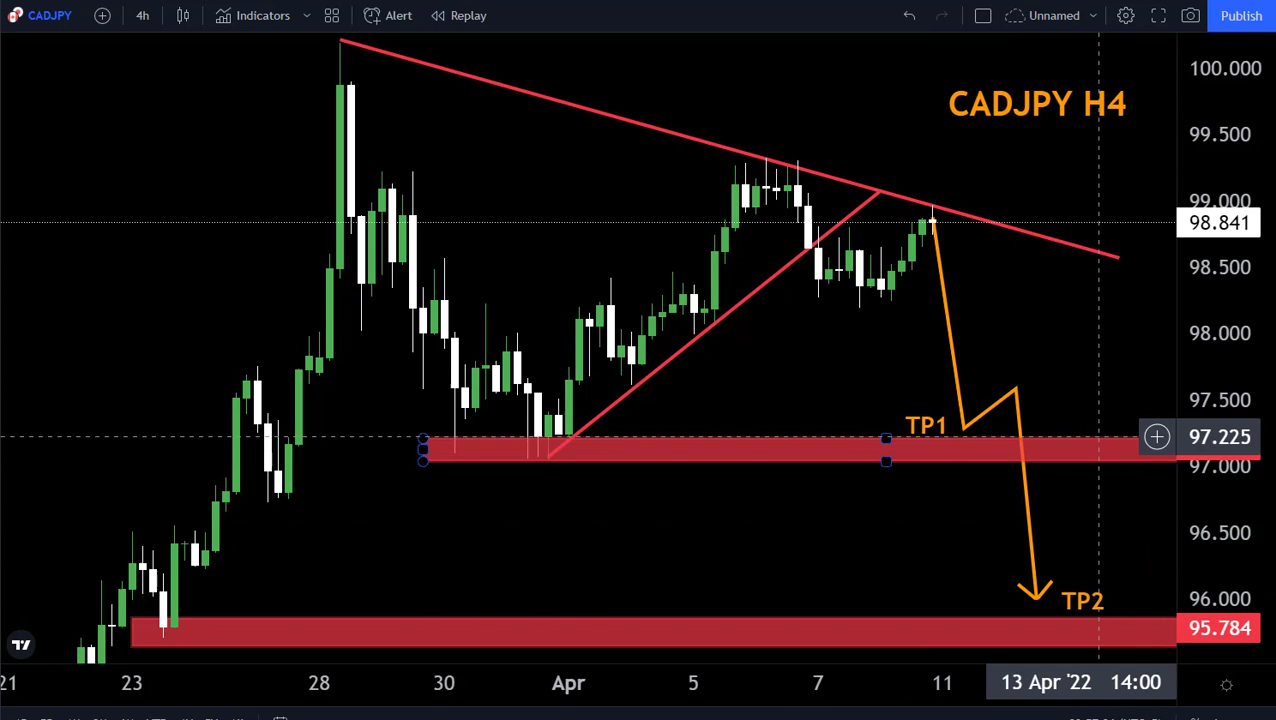 CADJPY 4h Indicators Alert Replay Unnamed Publish
100.000
CADJPY H4
99.500
99.000
98.841
98.500
98.000
97.500
TP1
97.225
97.000
96.500
96.000
TP2
95.784
21 23 28 30 Apr 5 7 11 13 Apr '22 14:00